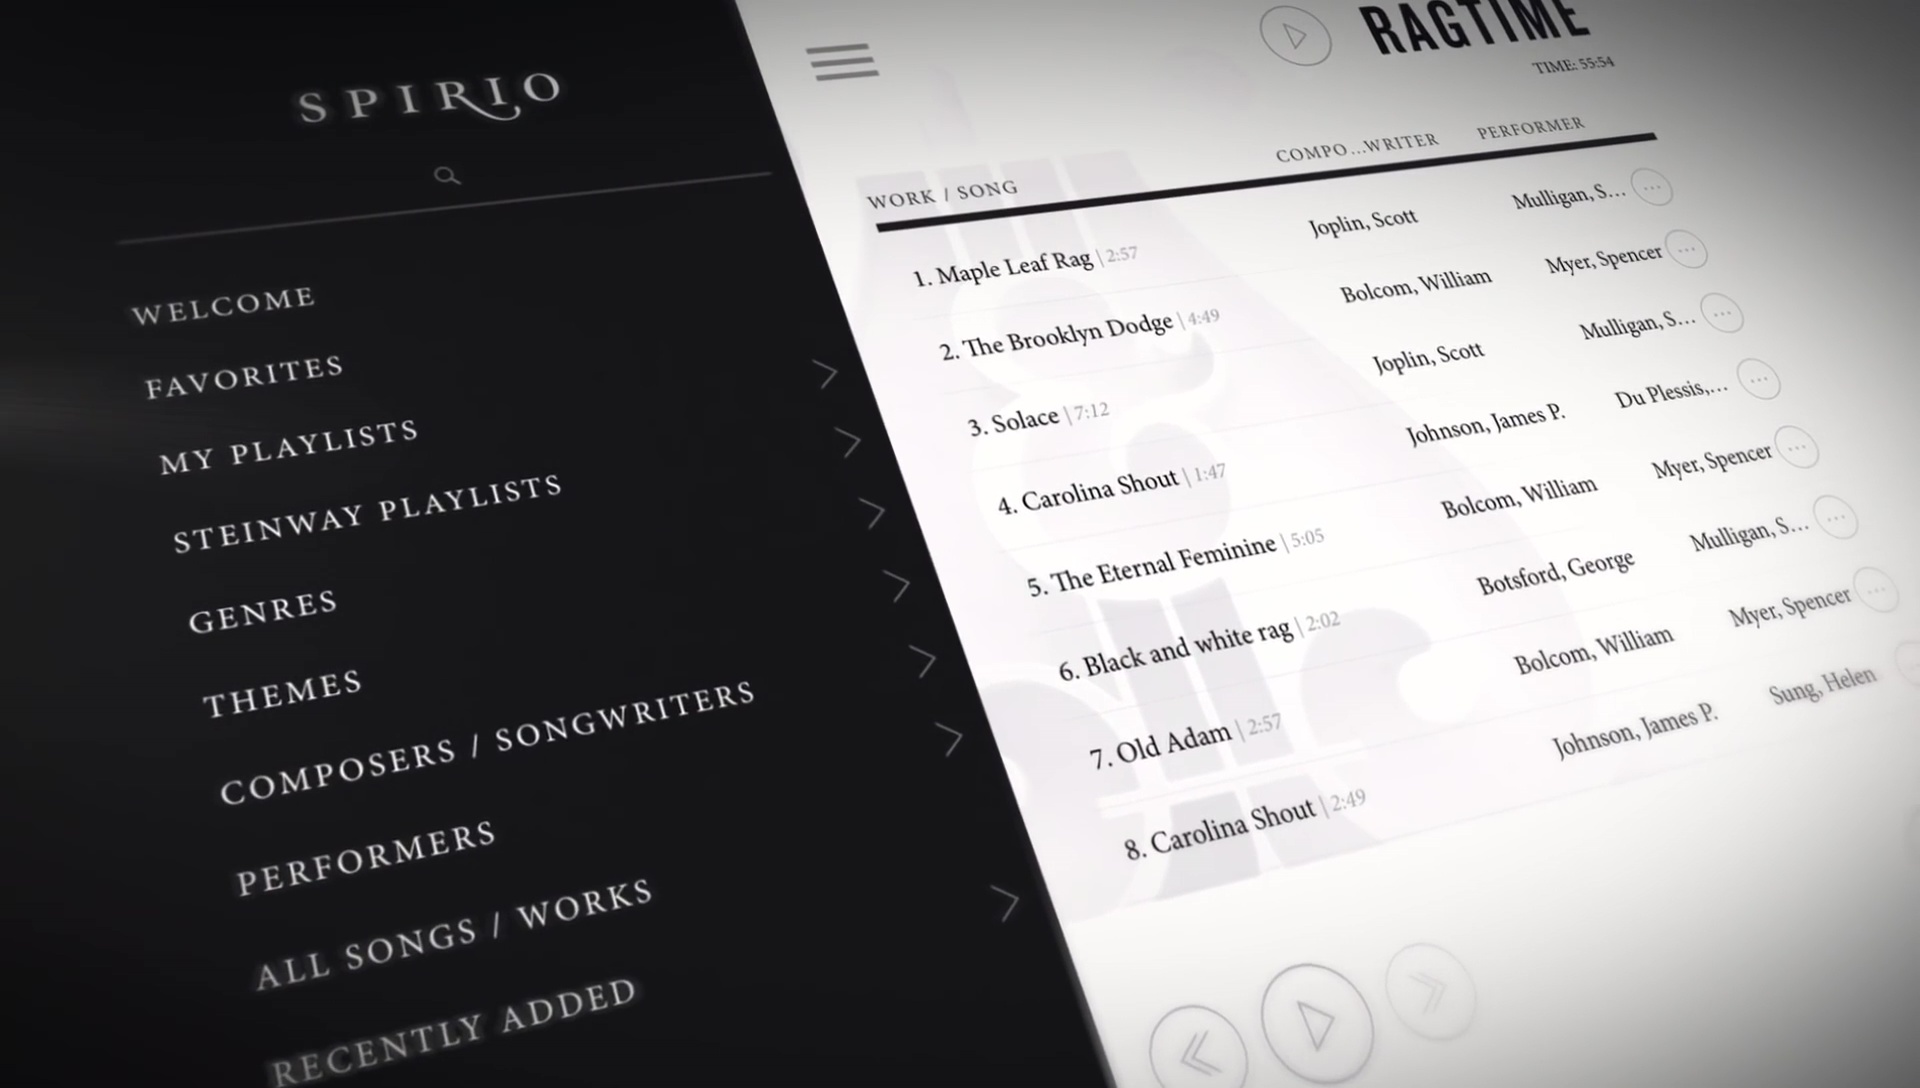 SPIRIO
WELCOME
FAVORITES
MY PLAYLISTS
STEINWAY PLAYLISTS
GENRES
THEMES
COMPOSERS / SONGWRITERS
PERFORMERS
ALL SONGS / WORKS
RECENTLY ADDED
RAGTIME
TIME: 55:54
WORK / SONG COMPO...WRITER PERFORMER
1. Maple Leaf Rag | 2:57 Joplin, Scott Mulligan, S...
2. The Brooklyn Dodge | 4:49 Bolcom, William Myer, Spencer
3. Solace | 7:12 Joplin, Scott Mulligan, S...
4. Carolina Shout | 1:47 Johnson, James P. Du Plessis,...
5. The Eternal Feminine | 5:05 Bolcom, William Myer, Spencer
6. Black and white rag | 2:02 Botsford, George Mulligan, S...
7. Old Adam | 2:57 Bolcom, William Myer, Spencer
8. Carolina Shout | 2:49 Johnson, James P. Sung, Helen